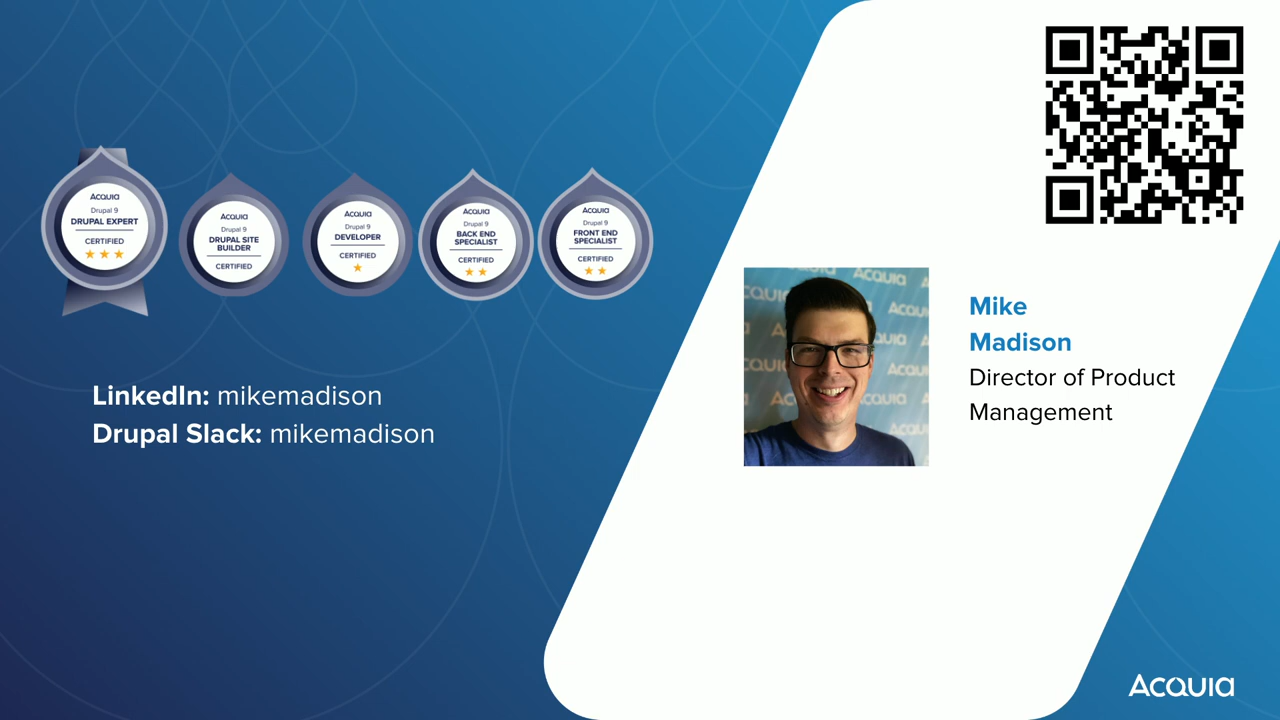 Acquia
Drupal 9
DRUPAL EXPERT
CERTIFIED
Acquia
Drupal 9
DRUPAL SITE
BUILDER
CERTIFIED
Acquia
Drupal 9
DEVELOPER
CERTIFIED
Acquia
Drupal 9
BACK END
SPECIALIST
CERTIFIED
Acquia
Drupal 9
FRONT END
SPECIALIST
CERTIFIED
LinkedIn: mikemadison
Drupal Slack: mikemadison
Mike
Madison
Director of Product
Management
Acquia